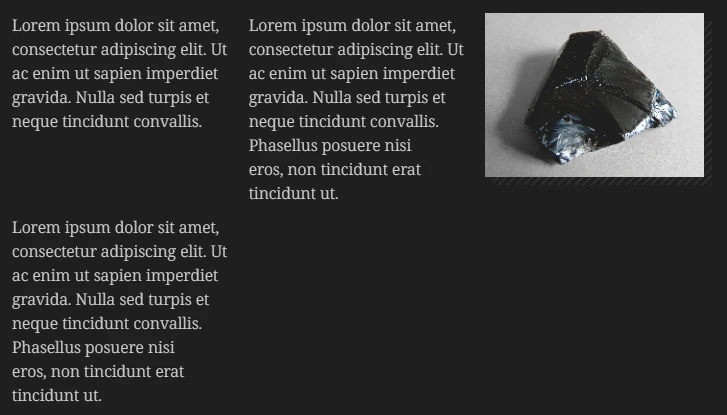 Lorem ipsum dolor sit amet,
consectetur adipiscing elit. Ut
ac enim ut sapien imperdiet
gravida. Nulla sed turpis et
neque tincidunt convallis.
Lorem ipsum dolor sit amet,
consectetur adipiscing elit. Ut
ac enim ut sapien imperdiet
gravida. Nulla sed turpis et
neque tincidunt convallis.
Phasellus posuere nisi
eros, non tincidunt erat
tincidunt ut.
Lorem ipsum dolor sit amet,
consectetur adipiscing elit. Ut
ac enim ut sapien imperdiet
gravida. Nulla sed turpis et
neque tincidunt convallis.
Phasellus posuere nisi
eros, non tincidunt erat
tincidunt ut.